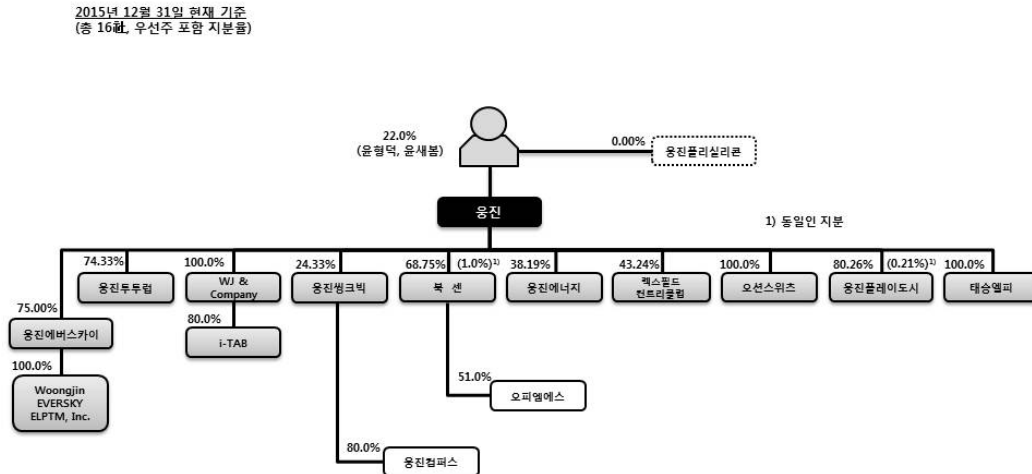 2015년 12월 31일 현재 기준
(총 16社, 우선주 포함 지분율)
22.0%
(윤형덕, 윤새봄)
0.00%
웅진폴리실리콘
웅진
1) 동일인 지분
74.33%
웅진투투럽
100.0%
WJ &
Company
24.33%
웅진씽크빅
68.75%
(1.0%)¹⁾
북 센
38.19%
웅진에너지
43.24%
렉스필드
컨트리클럽
100.0%
오션스위츠
80.26%
(0.21%)¹⁾
웅진플레이도시
100.0%
태승엘피
75.00%
웅진에버스카이
80.0%
i-TAB
100.0%
Woongjin
EVERSKY
ELPTM, Inc.
51.0%
오피엠에스
80.0%
웅진컴퍼스